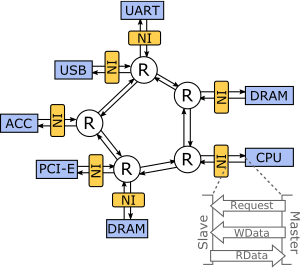 UART
NI
R
USB
NI
R
NI
DRAM
ACC
NI
R
R
NI
CPU
PCI-E
NI
R
NI
DRAM
Slave
Request
WData
RData
Master